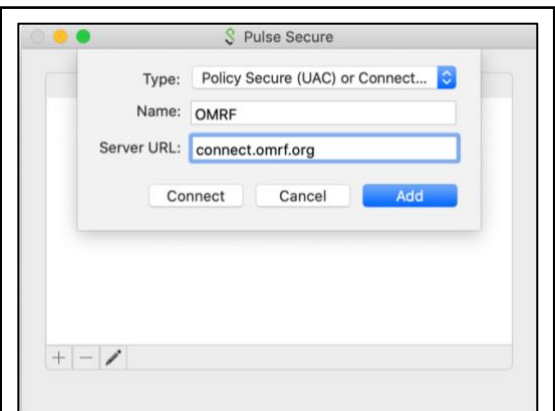 Pulse Secure
Type: Policy Secure (UAC) or Connect...
Name: OMRF
Server URL: connect.omrf.org
Connect Cancel Add